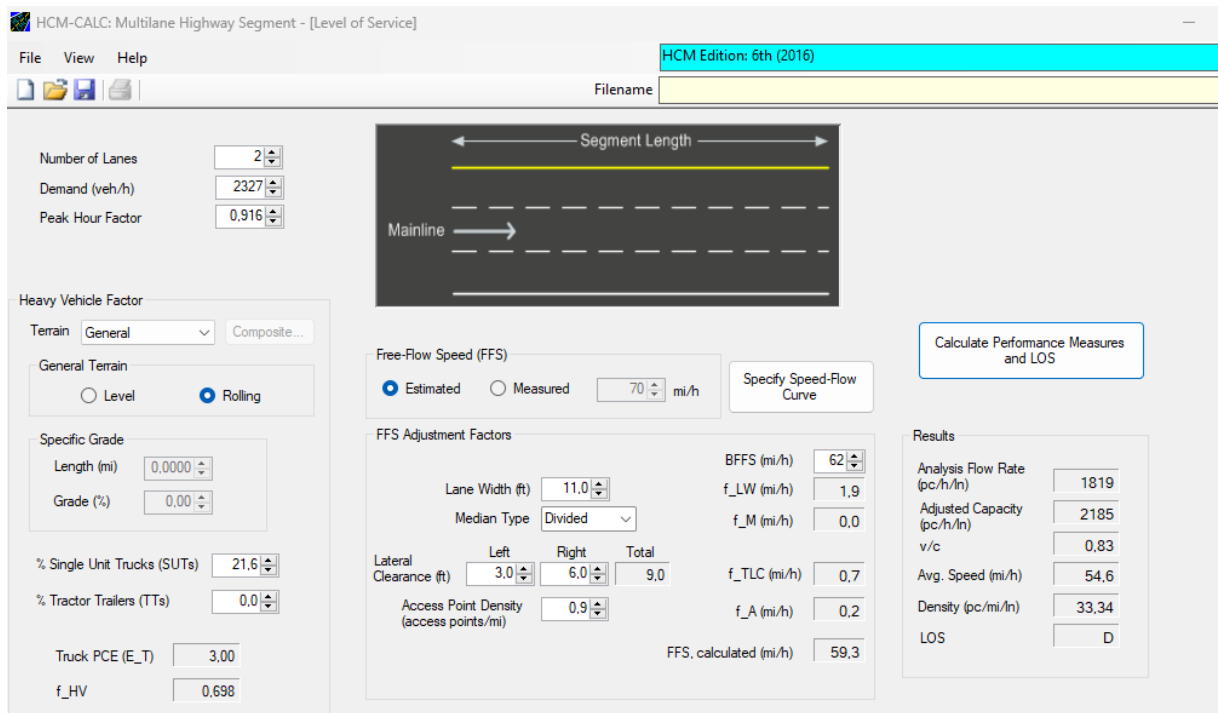 HCM-CALC: Multilane Highway Segment - [Level of Service]
File View Help
HCM Edition: 6th (2016)
Filename
Number of Lanes 2
Demand (veh/h) 2327
Peak Hour Factor 0,916
Segment Length
Mainline
Heavy Vehicle Factor
Terrain General Composite...
General Terrain
Level Rolling
Specific Grade
Length (mi) 0,0000
Grade (%) 0,00
% Single Unit Trucks (SUTs) 21,6
% Tractor Trailers (TTs) 0,0
Truck PCE (E_T) 3,00
f_HV 0,698
Free-Flow Speed (FFS)
Estimated Measured 70 mi/h
Specify Speed-Flow
Curve
FFS Adjustment Factors
BFFS (mi/h) 62
Lane Width (ft) 11,0 f_LW (mi/h) 1,9
Median Type Divided f_M (mi/h) 0,0
Left Right Total
Lateral
Clearance (ft) 3,0 6,0 9,0 f_TLC (mi/h) 0,7
Access Point Density
(access points/mi) 0,9 f_A (mi/h) 0,2
FFS, calculated (mi/h) 59,3
Calculate Performance Measures
and LOS
Results
Analysis Flow Rate
(pc/h/ln) 1819
Adjusted Capacity
(pc/h/ln) 2185
v/c 0,83
Avg. Speed (mi/h) 54,6
Density (pc/mi/ln) 33,34
LOS D